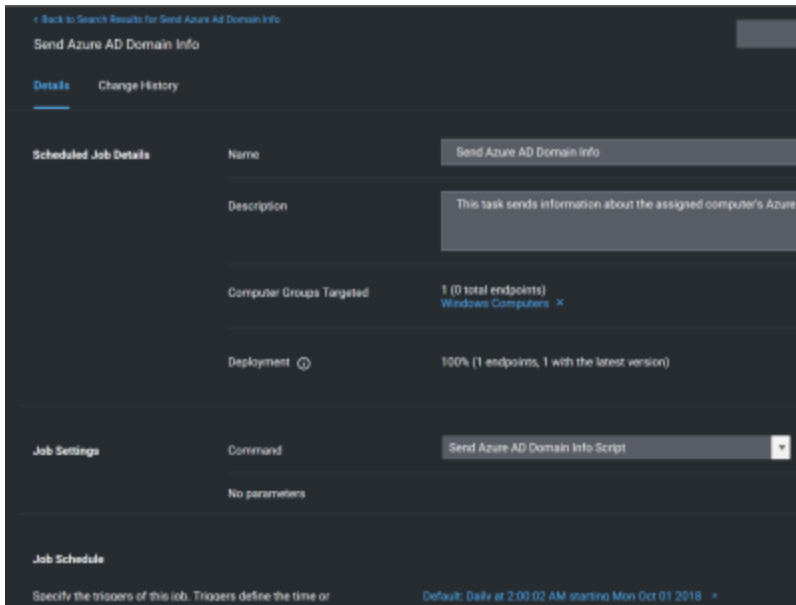 < Back to Search Results for Send Azure Ad Domain Info
Send Azure AD Domain Info
Details Change History
Scheduled Job Details Name Send Azure AD Domain Info
Description This task sends information about the assigned computer's Azure
Computer Groups Targeted 1 (0 total endpoints)
Windows Computers ×
Deployment 100% (1 endpoints, 1 with the latest version)
Job Settings Command Send Azure AD Domain Info Script
No parameters
Job Schedule
Specify the triggers of this job. Triggers define the time or Default: Daily at 2:00:02 AM starting Mon Oct 01 2018 ×